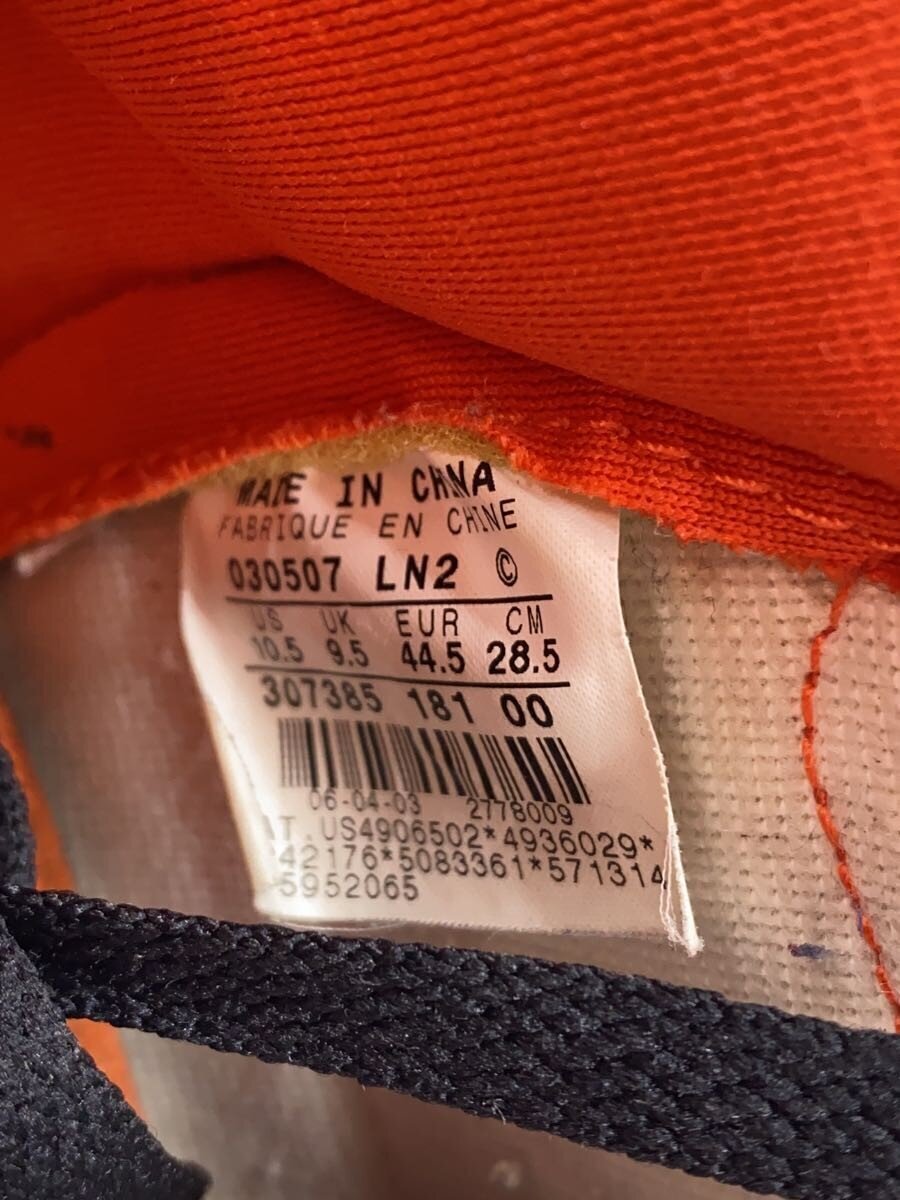 MADE IN CHINA
FABRIQUE EN CHINE
030507 LN2 ©
US UK EUR CM
10.5 9.5 44.5 28.5
307385 181 00
06-04-03 2778009
AT.US4906502*4936029*
42176*5083361*571314
5952065